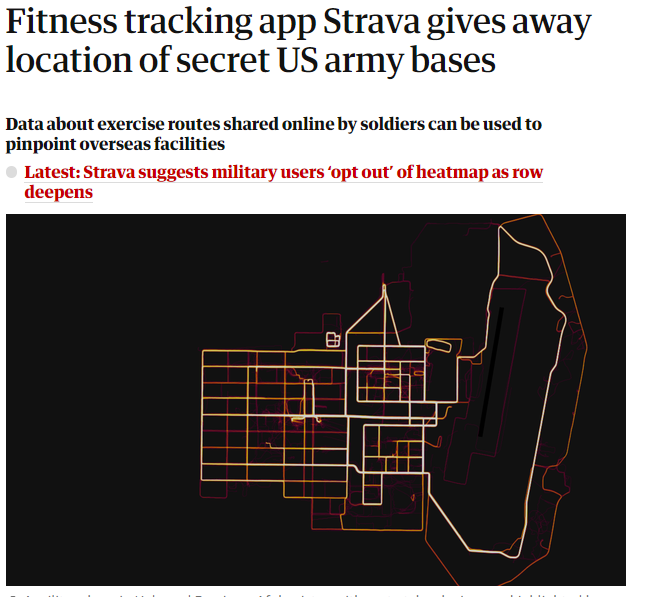 Fitness tracking app Strava gives away
location of secret US army bases
Data about exercise routes shared online by soldiers can be used to
pinpoint overseas facilities
Latest: Strava suggests military users ‘opt out’ of heatmap as row
deepens